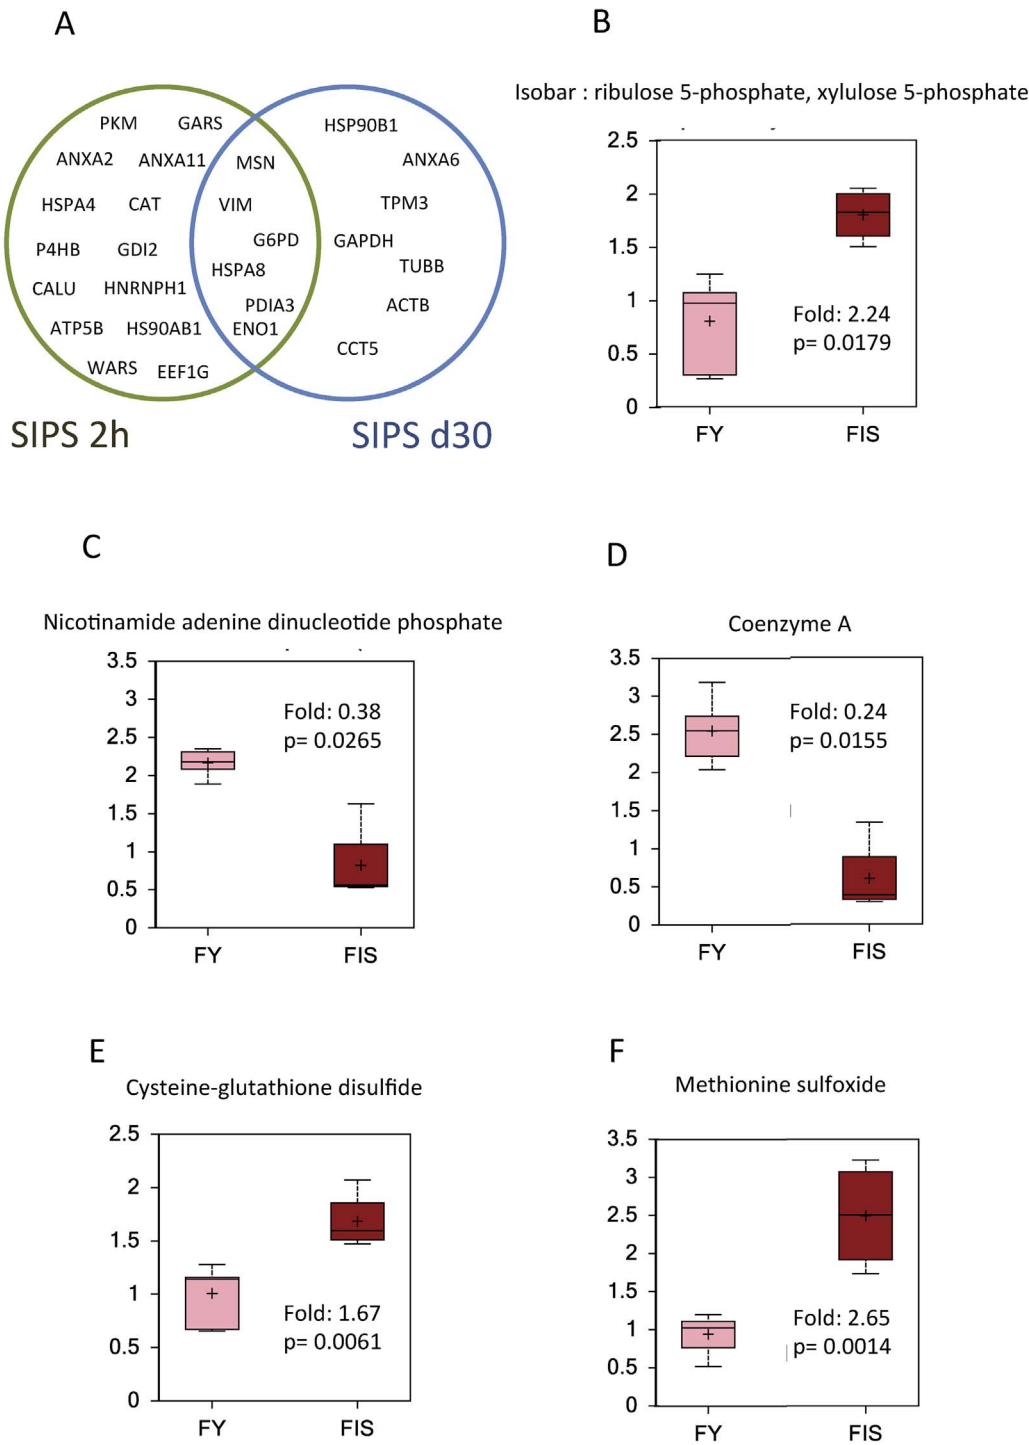 A
PKM GARS
ANXA2 ANXA11
HSPA4 CAT
P4HB GDI2
CALU HNRNPH1
ATP5B HS90AB1
WARS EEF1G
MSN
VIM
G6PD
HSPA8
PDIA3
ENO1
HSP90B1
ANXA6
TPM3
GAPDH
TUBB
ACTB
CCT5
SIPS 2h
SIPS d30
B
Isobar : ribulose 5-phosphate, xylulose 5-phosphate
2.5
2
1.5
1
0.5
0
Fold: 2.24
p= 0.0179
FY FIS
C
Nicotinamide adenine dinucleotide phosphate
3.5
3
2.5
2
1.5
1
0.5
0
Fold: 0.38
p= 0.0265
FY FIS
D
Coenzyme A
3.5
3
2.5
2
1.5
1
0.5
0
Fold: 0.24
p= 0.0155
FY FIS
E
Cysteine-glutathione disulfide
2.5
2
1.5
1
0.5
0
Fold: 1.67
p= 0.0061
FY FIS
F
Methionine sulfoxide
3.5
3
2.5
2
1.5
1
0.5
0
Fold: 2.65
p= 0.0014
FY FIS